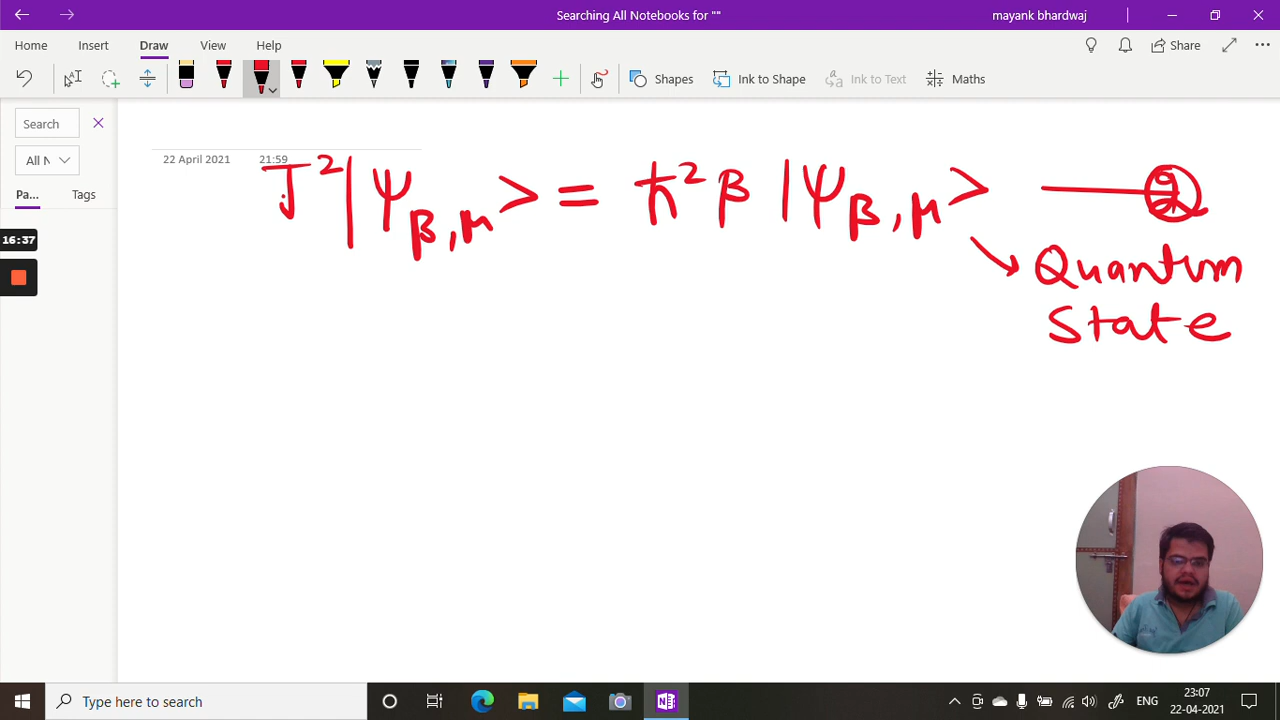 Searching All Notebooks for ""
mayank bhardwaj
Home Insert Draw View Help
Share
Shapes
Ink to Shape
Ink to Text
Maths
Search
All N
Pa...
Tags
22 April 2021 21:59
J²|ψβ,μ> = ħ²β |ψβ,μ>
Quantum
State
16:37
Type here to search
ENG
23:07
22-04-2021